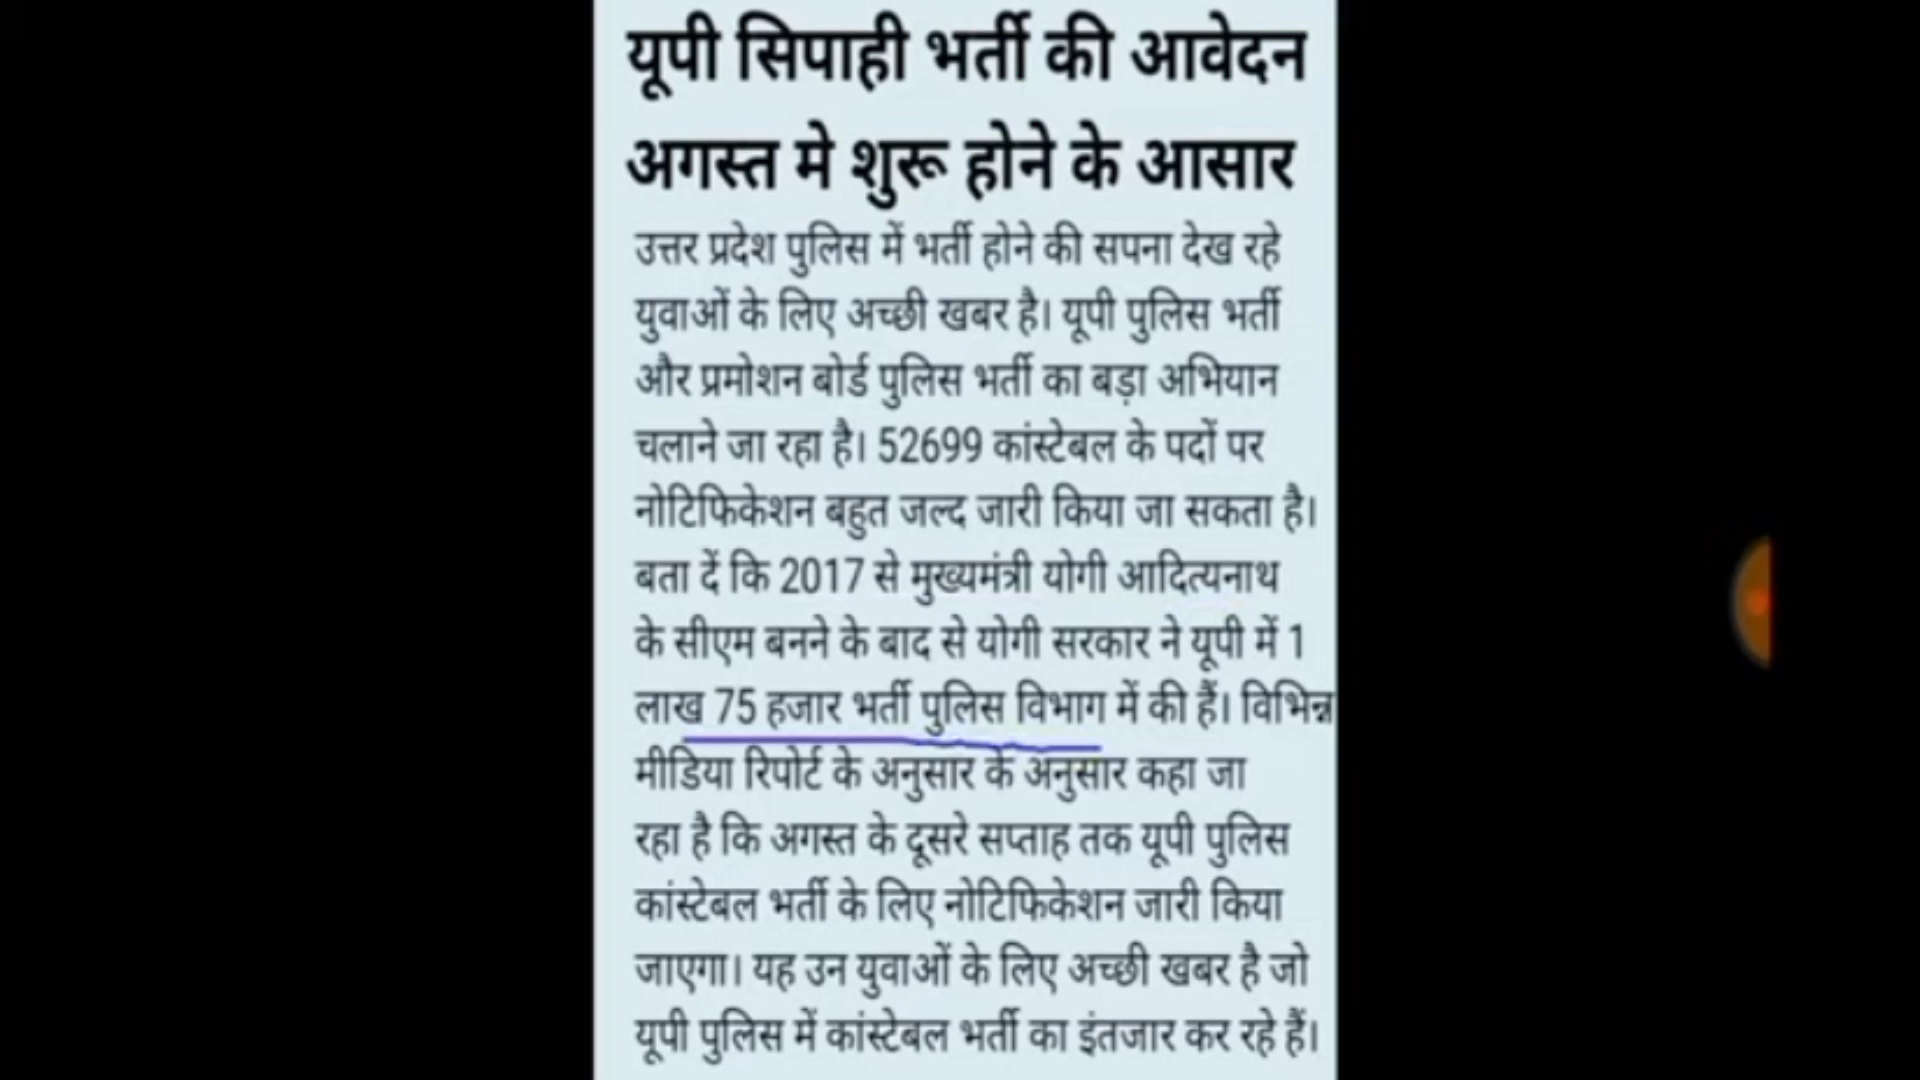 यूपी सिपाही भर्ती की आवेदन
अगस्त मे शुरू होने के आसार
उत्तर प्रदेश पुलिस में भर्ती होने की सपना देख रहे
युवाओं के लिए अच्छी खबर है। यूपी पुलिस भर्ती
और प्रमोशन बोर्ड पुलिस भर्ती का बड़ा अभियान
चलाने जा रहा है। 52699 कांस्टेबल के पदों पर
नोटिफिकेशन बहुत जल्द जारी किया जा सकता है।
बता दें कि 2017 से मुख्यमंत्री योगी आदित्यनाथ
के सीएम बनने के बाद से योगी सरकार ने यूपी में 1
लाख 75 हजार भर्ती पुलिस विभाग में की हैं। विभिन्न
मीडिया रिपोर्ट के अनुसार के अनुसार कहा जा
रहा है कि अगस्त के दूसरे सप्ताह तक यूपी पुलिस
कांस्टेबल भर्ती के लिए नोटिफिकेशन जारी किया
जाएगा। यह उन युवाओं के लिए अच्छी खबर है जो
यूपी पुलिस में कांस्टेबल भर्ती का इंतजार कर रहे हैं।